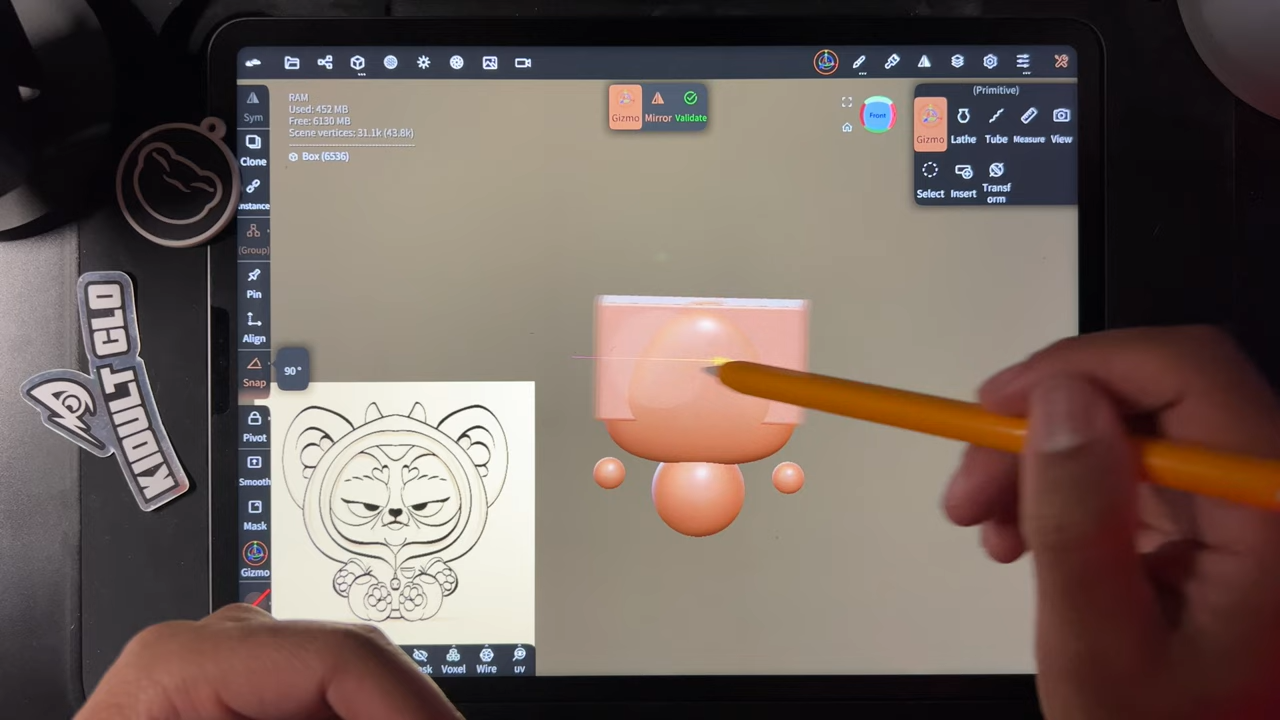 RAM
Used: 452 MB
Free: 6130 MB
Scene vertices: 31.1k (43.8k)
Box (6536)
Gizmo
Mirror
Validate
Front
(Primitive)
Gizmo
Lathe
Tube
Measure
View
Select
Insert
Transf
orm
Sym
Clone
Instance
(Group)
Pin
Align
Snap
90 °
Pivot
Smooth
Mask
Gizmo
Voxel
Wire
uv
KIDULT CLO